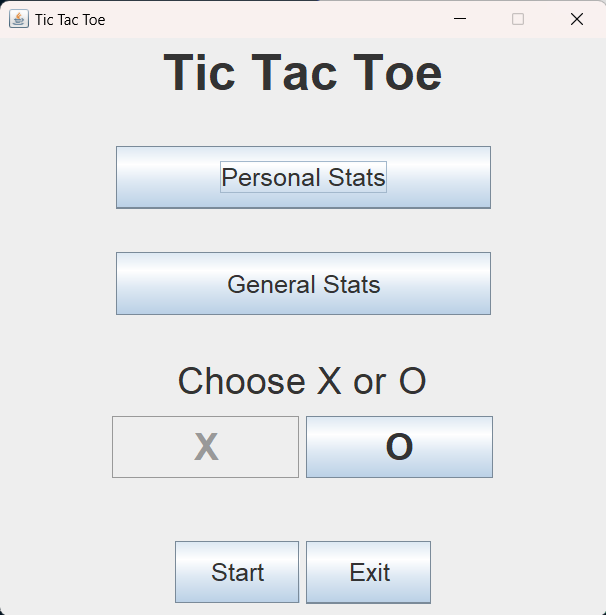 Tic Tac Toe
Tic Tac Toe
Personal Stats
General Stats
Choose X or O
X O
Start Exit